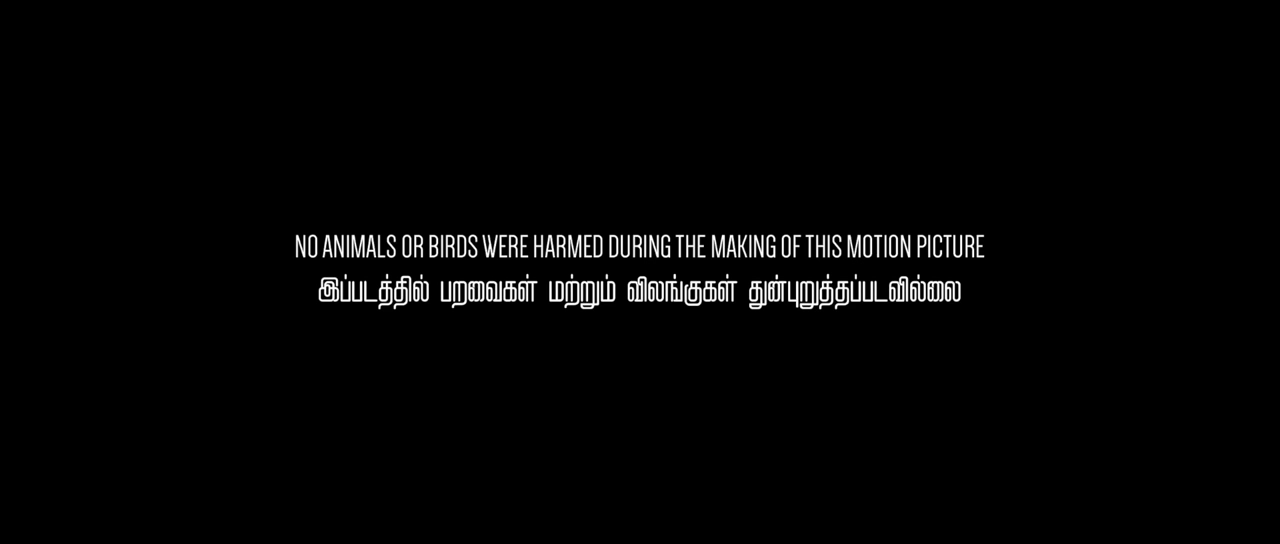 NO ANIMALS OR BIRDS WERE HARMED DURING THE MAKING OF THIS MOTION PICTURE
இப்படத்தில் பறவைகள் மற்றும் விலங்குகள் துன்புறுத்தப்படவில்லை